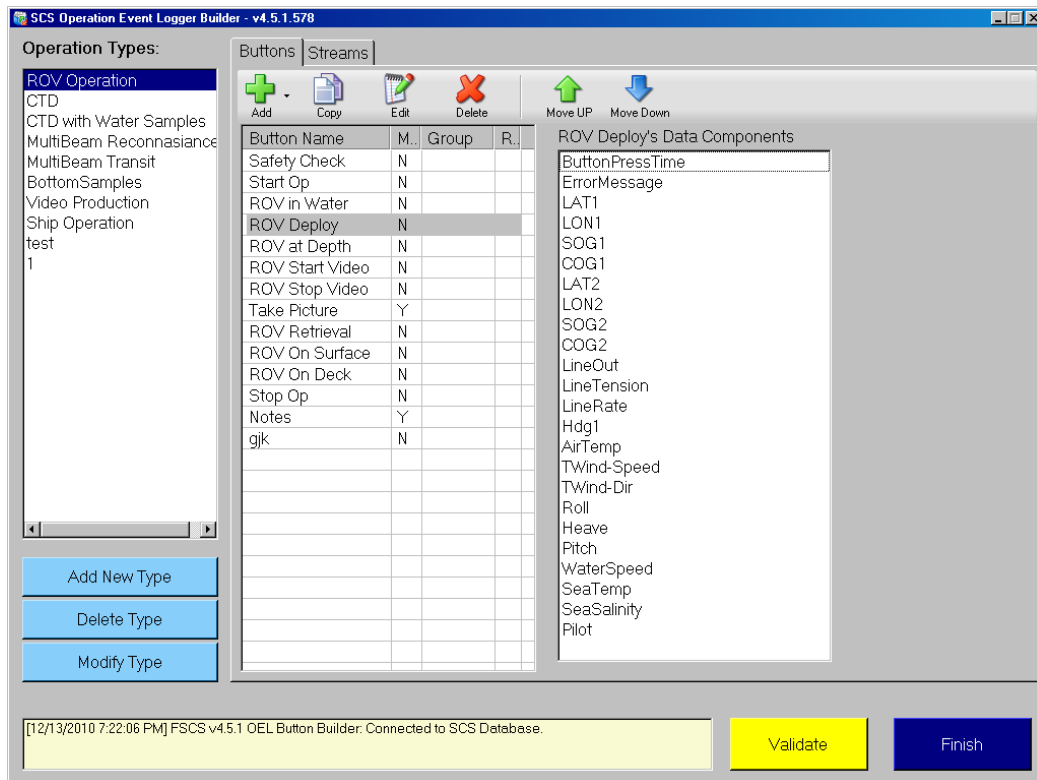 SCS Operation Event Logger Builder - v4.5.1.578
Operation Types:
ROV Operation
CTD
CTD with Water Samples
MultiBeam Reconnasiance
MultiBeam Transit
BottomSamples
Video Production
Ship Operation
test
1
Add New Type
Delete Type
Modify Type
Buttons Streams
Add Copy Edit Delete Move UP Move Down
Button Name M.. Group R..
Safety Check N
Start Op N
ROV in Water N
ROV Deploy N
ROV at Depth N
ROV Start Video N
ROV Stop Video N
Take Picture Y
ROV Retrieval N
ROV On Surface N
ROV On Deck N
Stop Op N
Notes Y
gjk N
ROV Deploy's Data Components
ButtonPressTime
ErrorMessage
LAT1
LON1
SOG1
COG1
LAT2
LON2
SOG2
COG2
LineOut
LineTension
LineRate
Hdg1
AirTemp
TWind-Speed
TWind-Dir
Roll
Heave
Pitch
WaterSpeed
SeaTemp
SeaSalinity
Pilot
[12/13/2010 7:22:06 PM] FSCS v4.5.1 OEL Button Builder: Connected to SCS Database.
Validate
Finish